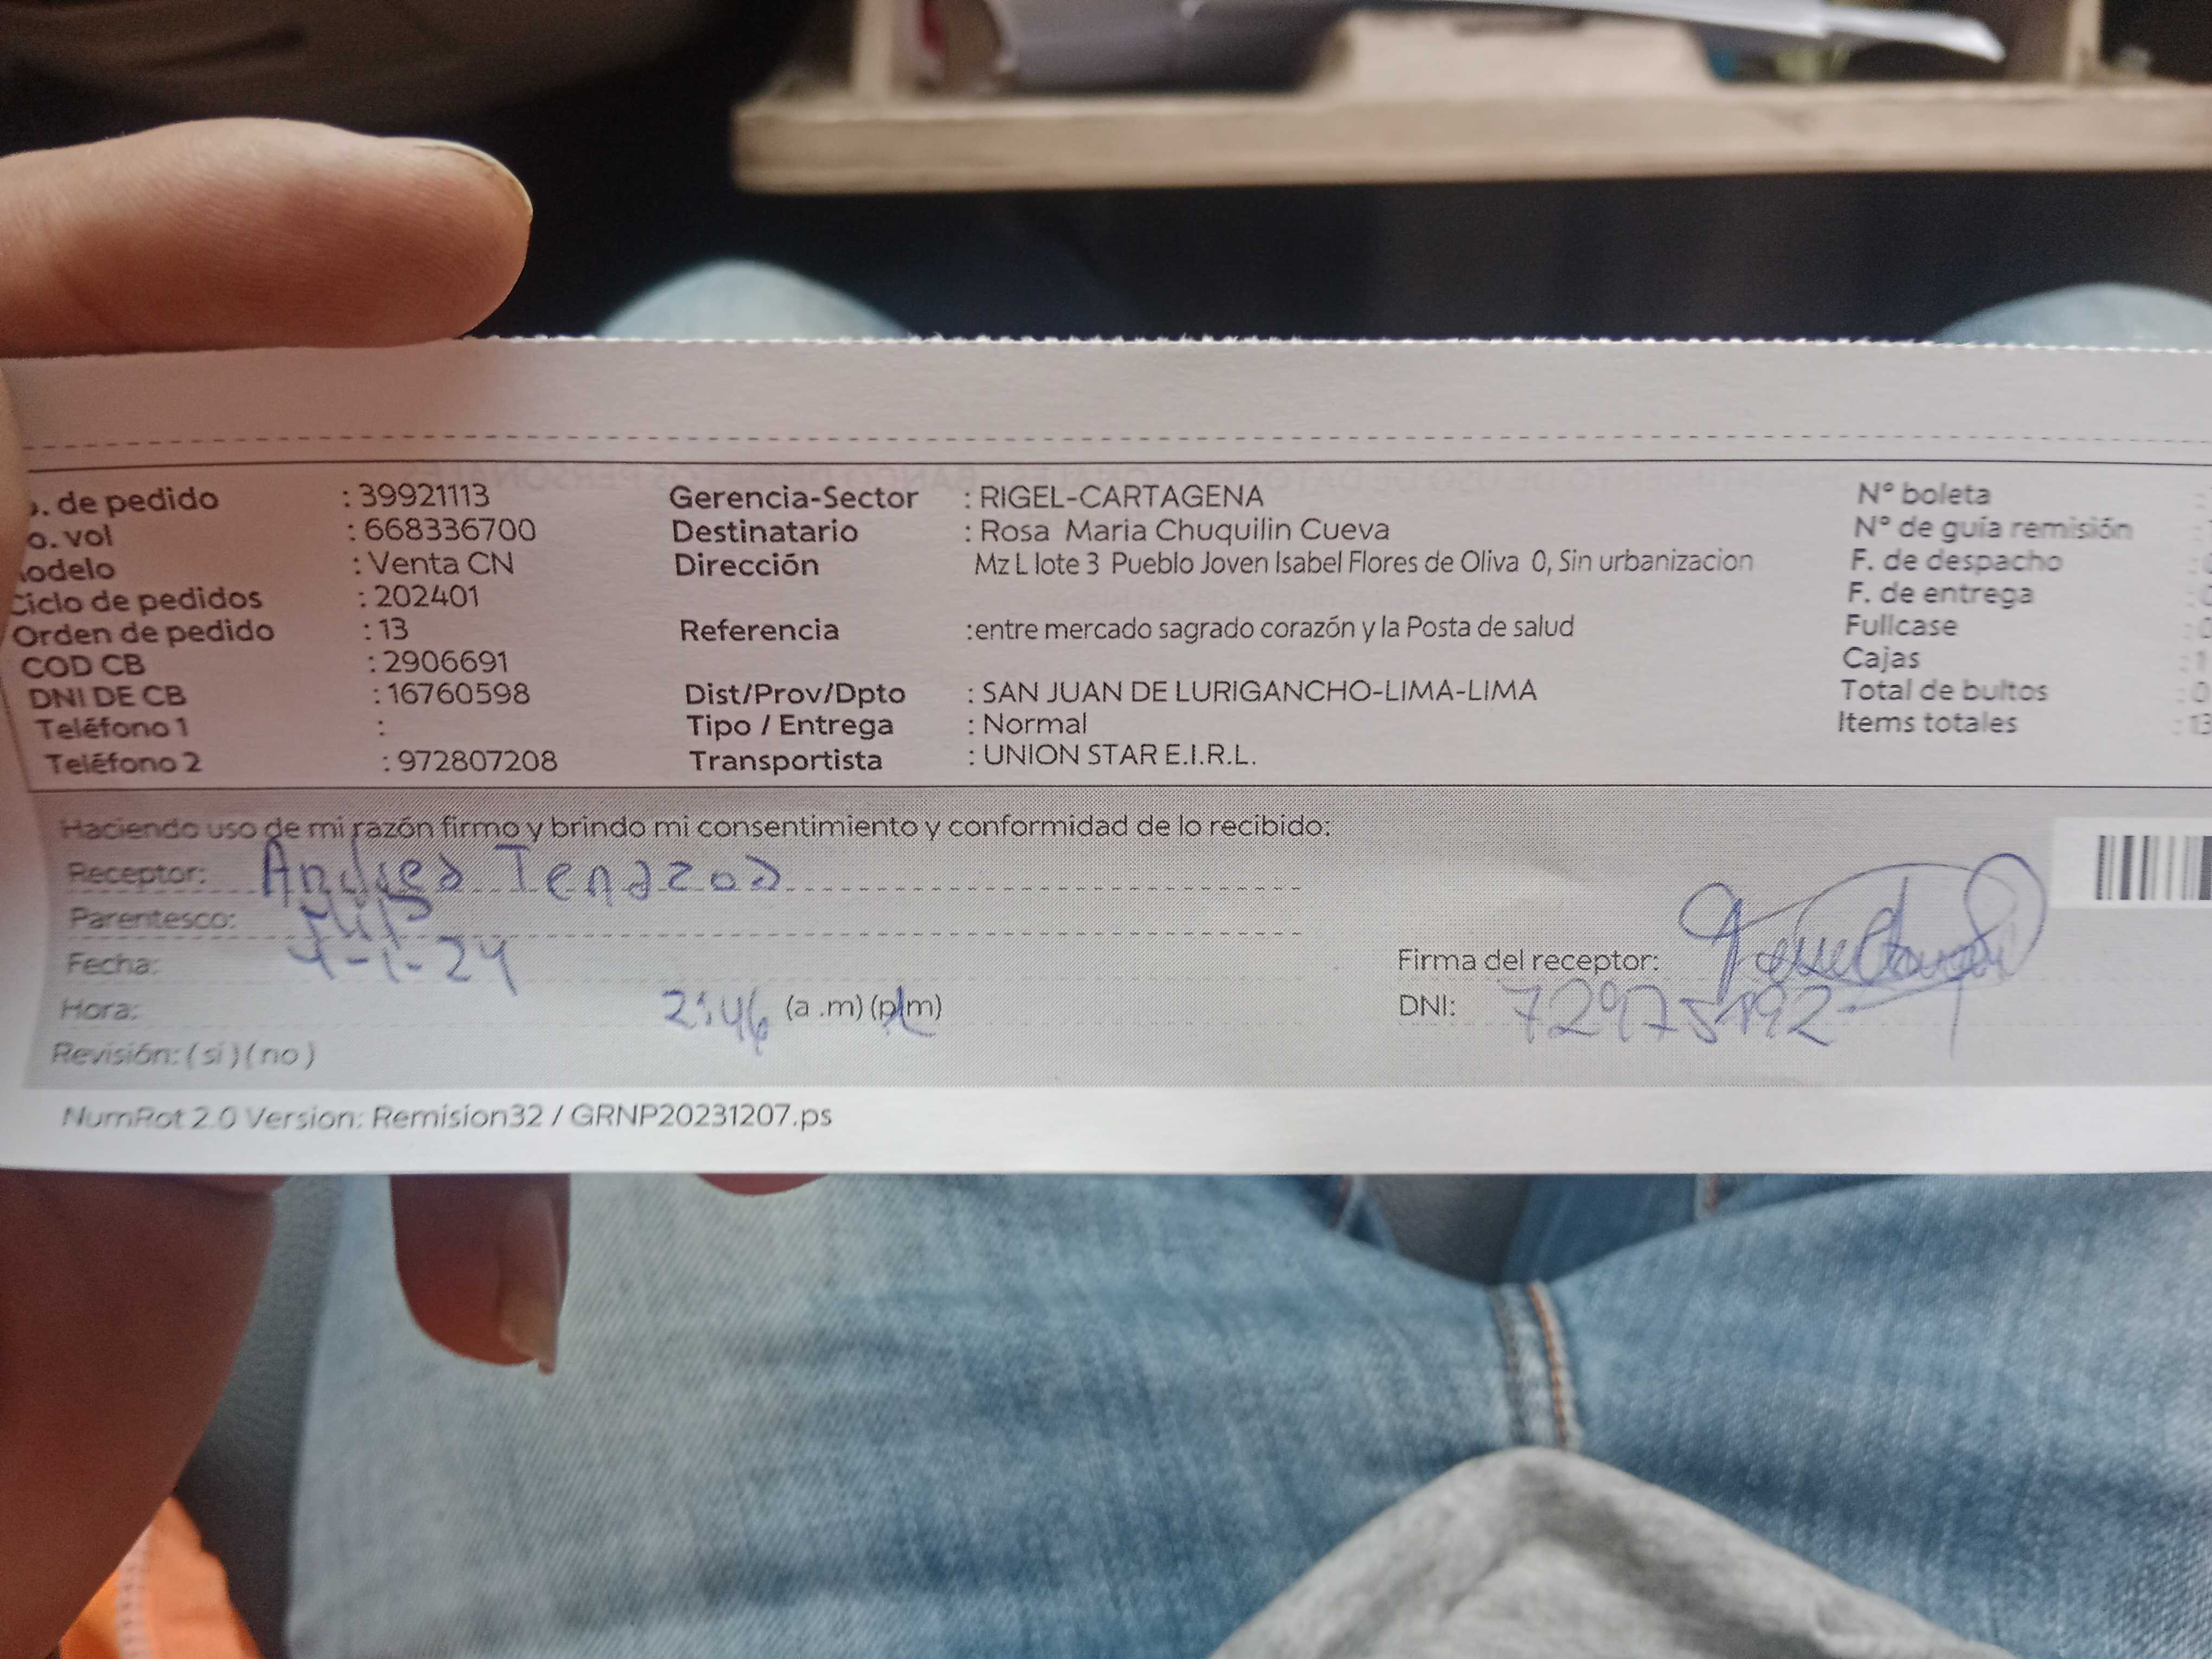 . de pedido : 39921113 Gerencia-Sector : RIGEL-CARTAGENA Nº boleta :
o. vol : 668336700 Destinatario : Rosa Maria Chuquilin Cueva Nº de guia remisión :
odelo : Venta CN Dirección Mz L lote 3 Pueblo Joven Isabel Flores de Oliva 0, Sin urbanizacion F. de despacho :
Ciclo de pedidos : 202401 F. de entrega :
Orden de pedido : 13 Referencia :entre mercado sagrado corazón y la Posta de salud Fullcase :
COD CB : 2906691 Cajas : 1
DNI DE CB : 16760598 Dist/Prov/Dpto : SAN JUAN DE LURIGANCHO-LIMA-LIMA Total de bultos : 0
Teléfono 1 : Tipo / Entrega : Normal Items totales : 13
Teléfono 2 : 972807208 Transportista : UNION STAR E.I.R.L.
Haciendo uso de mi razón firmo y brindo mi consentimiento y conformidad de lo recibido:
Receptor:
Parentesco:
Fecha: 4-1-24 Firma del receptor:
Hora: 2:46 (a .m) (p.m) DNI:
Revisión: ( si ) ( no )
NumRot 2.0 Version: Remision32 / GRNP20231207.ps